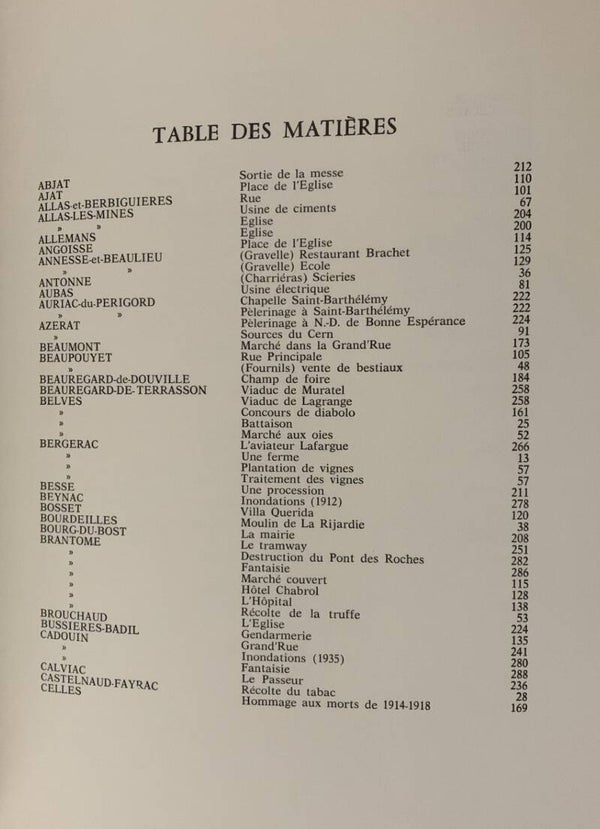 TABLE DES MATIÈRES
ABJAT Sortie de la messe 212
AJAT Place de l'Eglise 110
ALLAS-et-BERBIGUIERES Rue 101
ALLAS-LES-MINES Usine de ciments 67
» » Eglise 204
ALLEMANS Eglise 200
ANGOISSE Place de l'Eglise 114
ANNESSE-et-BEAULIEU (Gravelle) Restaurant Brachet 125
» » (Gravelle) Ecole 129
ANTONNE (Charriéras) Scieries 36
AUBAS Usine électrique 81
AURIAC-du-PERIGORD Chapelle Saint-Barthélémy 222
» » Pèlerinage à Saint-Barthélémy 222
AZERAT Pèlerinage à N.-D. de Bonne Espérance 224
» Sources du Cern 91
BEAUMONT Marché dans la Grand'Rue 173
BEAUPOUYET Rue Principale 105
» (Fournils) vente de bestiaux 48
BEAUREGARD-de-DOUVILLE Champ de foire 184
BEAUREGARD-DE-TERRASSON Viaduc de Muratel 258
BELVES Viaduc de Lagrange 258
» Concours de diabolo 161
» Battaison 25
» Marché aux oies 52
BERGERAC L'aviateur Lafargue 266
» Une ferme 13
» Plantation de vignes 57
» Traitement des vignes 57
BESSE Une procession 211
BEYNAC Inondations (1912) 278
BOSSET Villa Querida 120
BOURDEILLES Moulin de La Rijardie 38
BOURG-DU-BOST La mairie 208
BRANTOME Le tramway 251
» Destruction du Pont des Roches 282
» Fantaisie 286
» Marché couvert 115
» Hôtel Chabrol 128
» L'Hôpital 138
» Récolte de la truffe 53
BROUCHAUD L'Eglise 224
BUSSIERES-BADIL Gendarmerie 135
CADOUIN Grand'Rue 241
» Inondations (1935) 280
» Fantaisie 288
CALVIAC Le Passeur 236
CASTELNAUD-FAYRAC Récolte du tabac 28
CELLES Hommage aux morts de 1914-1918 169